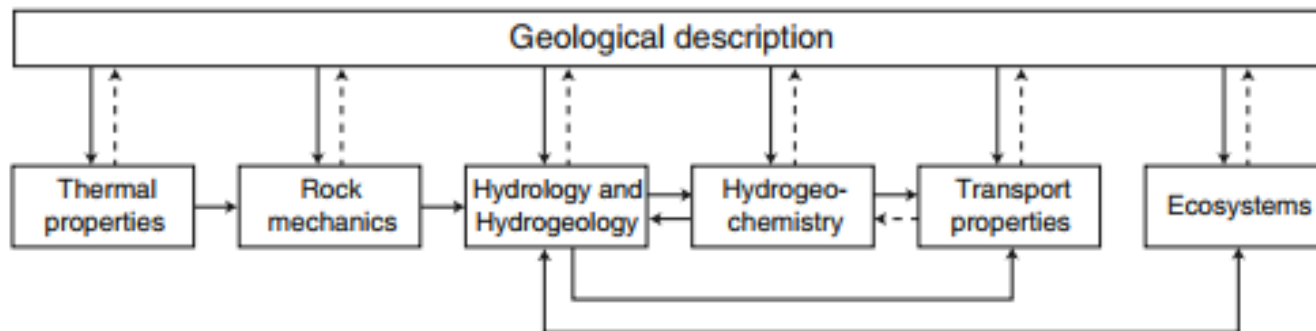 Geological description
Thermal
properties
Rock
mechanics
Hydrology and
Hydrogeology
Hydrogeo-
chemistry
Transport
properties
Ecosystems